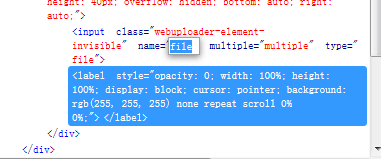 height: 40px; overflow: hidden; bottom: auto; right:
auto;">
<input class="webuploader-element-
invisible" name="file" multiple="multiple" type="
file">
<label style="opacity: 0; width: 100%; height:
100%; display: block; cursor: pointer; background:
rgb(255, 255, 255) none repeat scroll 0%
0%;"></label>
</div>
</div>